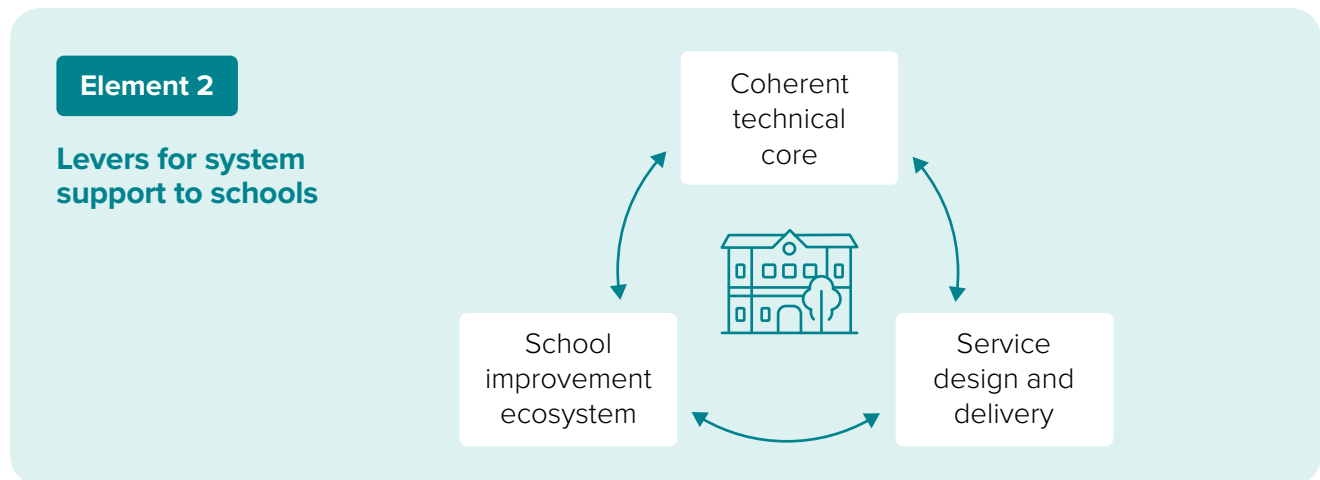 Element 2
Levers for system
support to schools
Coherent
technical
core
School
improvement
ecosystem
Service
design and
delivery